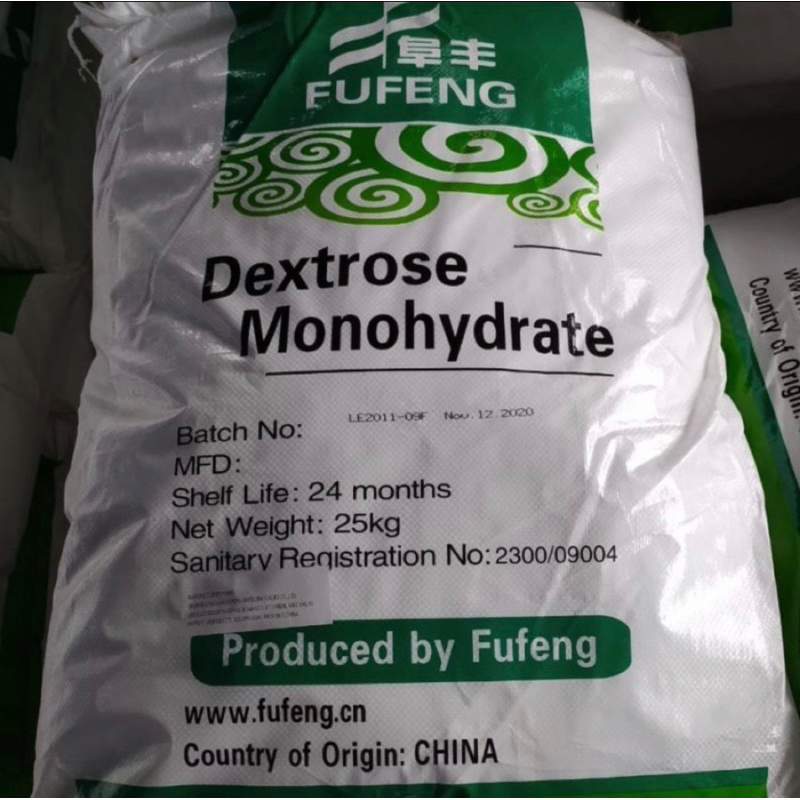 阜丰
FUFENG
Dextrose
Monohydrate
Batch No: LE2011-09F Nov.12.2020
MFD:
Shelf Life: 24 months
Net Weight: 25kg
Sanitary Registration No:2300/09004
Produced by Fufeng
www.fufeng.cn
Country of Origin: CHINA
www
Country of Origin: